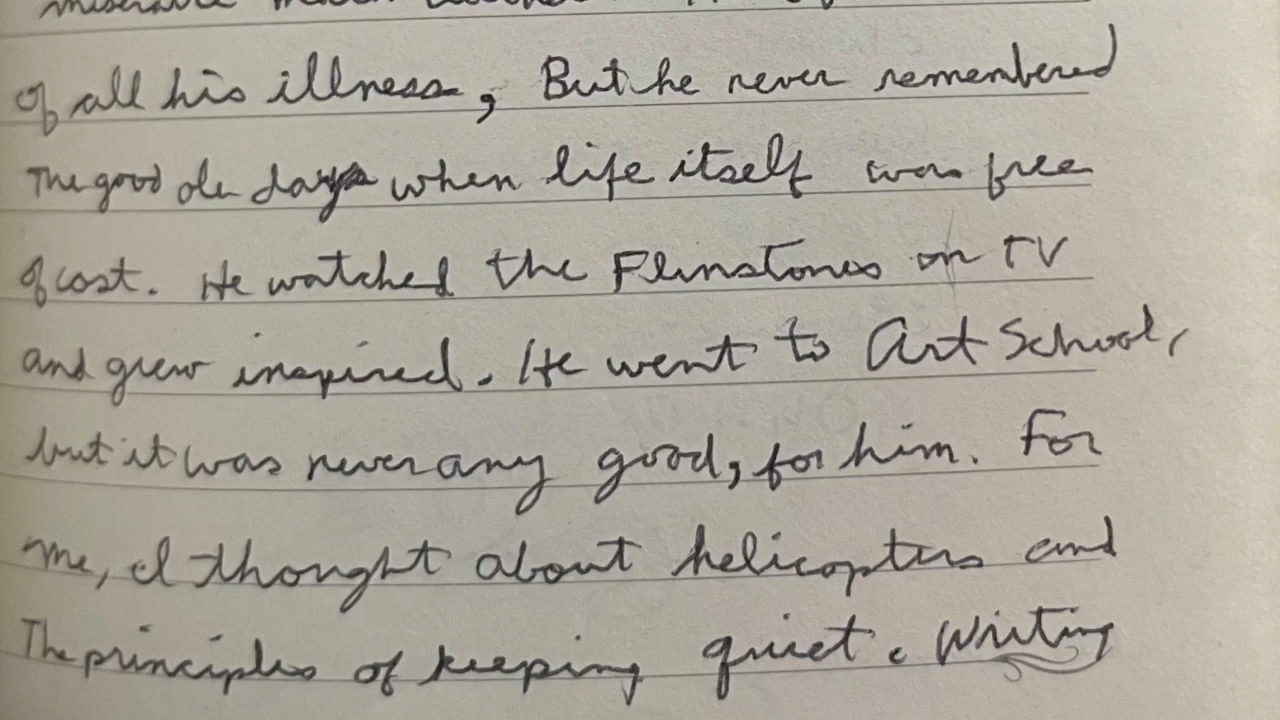 of all his illness, But he never remembered
The good ole days when life itself was free
of cost. He watched the Flinstones on TV
and grew inspired. He went to Art School,
but it was never any good, for him. For
me, I thought about helicopters and
The principles of keeping quiet. Writing